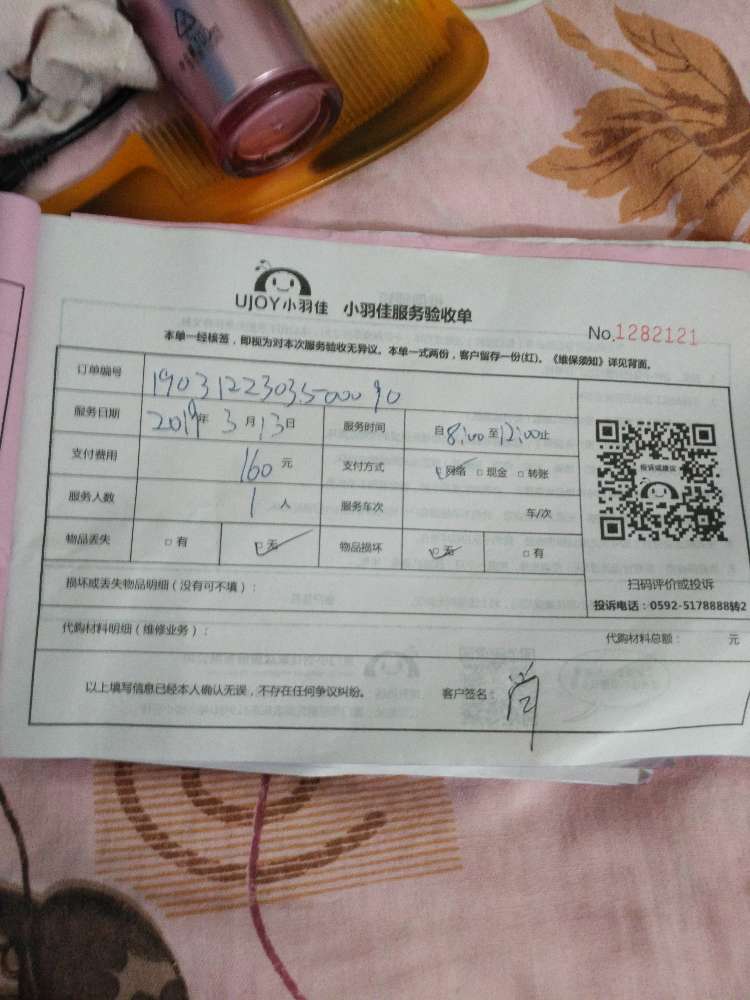 UJOY小羽佳 小羽佳服务验收单
No.1282121
本单一经核签，即视为对本次服务验收无异议。本单一式两份，客户留存一份(红)。《维保须知》详见背面。
订单编号 19031223035000090
服务日期 2019年 3月13日 服务时间 自8:00至12:00止
支付费用 160元 支付方式 ☑网络 □现金 □转账
服务人数 1人 服务车次 车/次
物品丢失 □有 ☑无 物品损坏 ☑无 □有
投诉或建议
扫码评价或投诉
投诉电话：0592-5178888转2
损坏或丢失物品明细（没有可不填）：
代购材料明细（维修业务）： 代购材料总额： 元
以上填写信息已经本人确认无误，不存在任何争议纠纷。 客户签名：